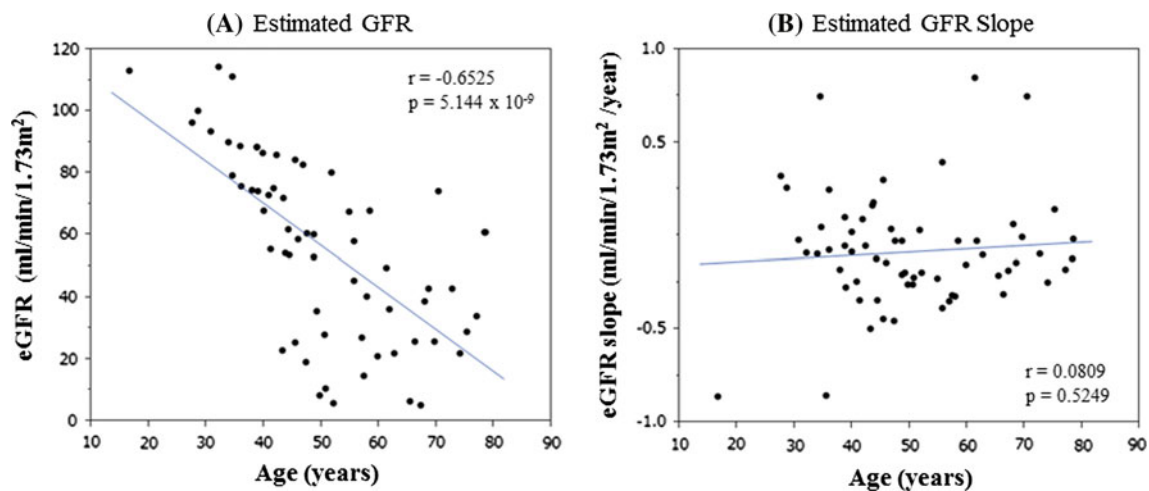 (A) Estimated GFR
r = -0.6525
p = 5.144 x 10⁻⁹
120
100
80
60
40
20
0
eGFR (ml/min/1.73m²)
10 20 30 40 50 60 70 80 90
Age (years)
(B) Estimated GFR Slope
1.0
0.5
-0.5
-1.0
eGFR slope (ml/min/1.73m² /year)
r = 0.0809
p = 0.5249
10 20 30 40 50 60 70 80 90
Age (years)